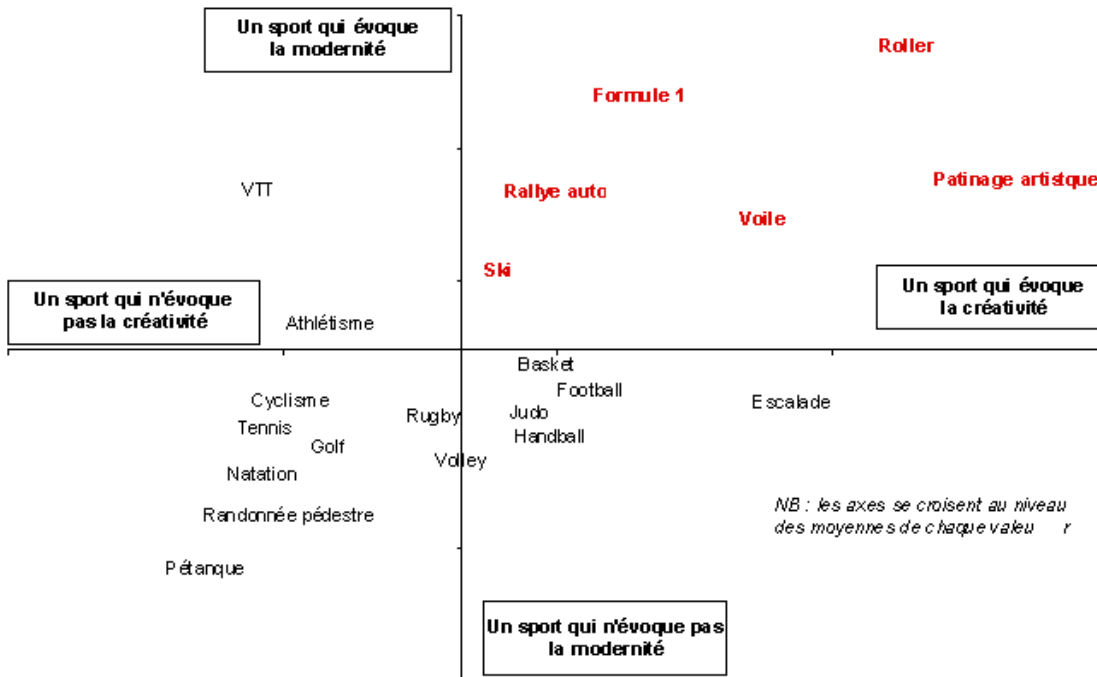 Un sport qui évoque
la modernité
Roller
Formule 1
VTT
Rallye auto
Patinage artistque
Voile
Ski
Un sport qui n'évoque
pas la créativité
Un sport qui évoque
la créativité
Athlétisme
Basket
Football
Cyclisme
Escalade
Rugby
Judo
Tennis
Handball
Golf
Volley
Natation
Randonnée pédestre
NB : les axes se croisent au niveau
des moyennes de chaque valeu r
Pétanque
Un sport qui n'évoque pas
la modernité